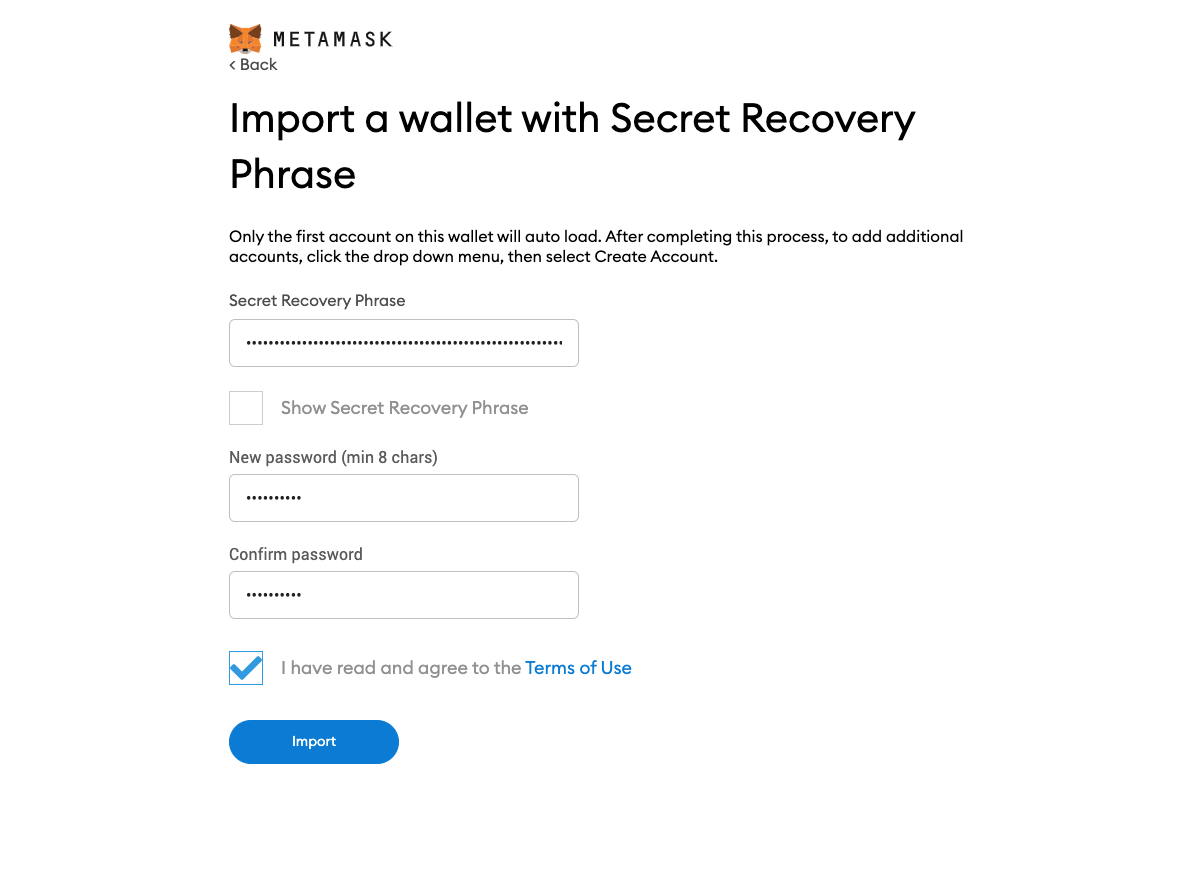 METAMASK
< Back
Import a wallet with Secret Recovery
Phrase
Only the first account on this wallet will auto load. After completing this process, to add additional
accounts, click the drop down menu, then select Create Account.
Secret Recovery Phrase
Show Secret Recovery Phrase
New password (min 8 chars)
••••••••••
Confirm password
••••••••••
I have read and agree to the Terms of Use
Import